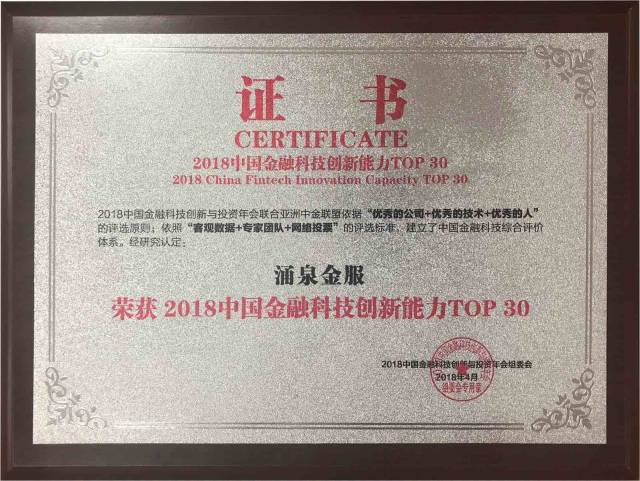 证 书
CERTIFICATE
2018中国金融科技创新能力TOP 30
2018 China Fintech Innovation Capacity TOP 30
2018中国金融科技创新与投资年会联合亚洲中金联盟依据“优秀的公司+优秀的技术+优秀的人”
的评选原则；依照“客观数据+专家团队+网络投票”的评选标准，建立了中国金融科技综合评价
体系。经研究认定：
涌泉金服
荣获 2018中国金融科技创新能力TOP 30
2018中国金融科技创新与投资年会组委会
2018年4月
组委会专用章